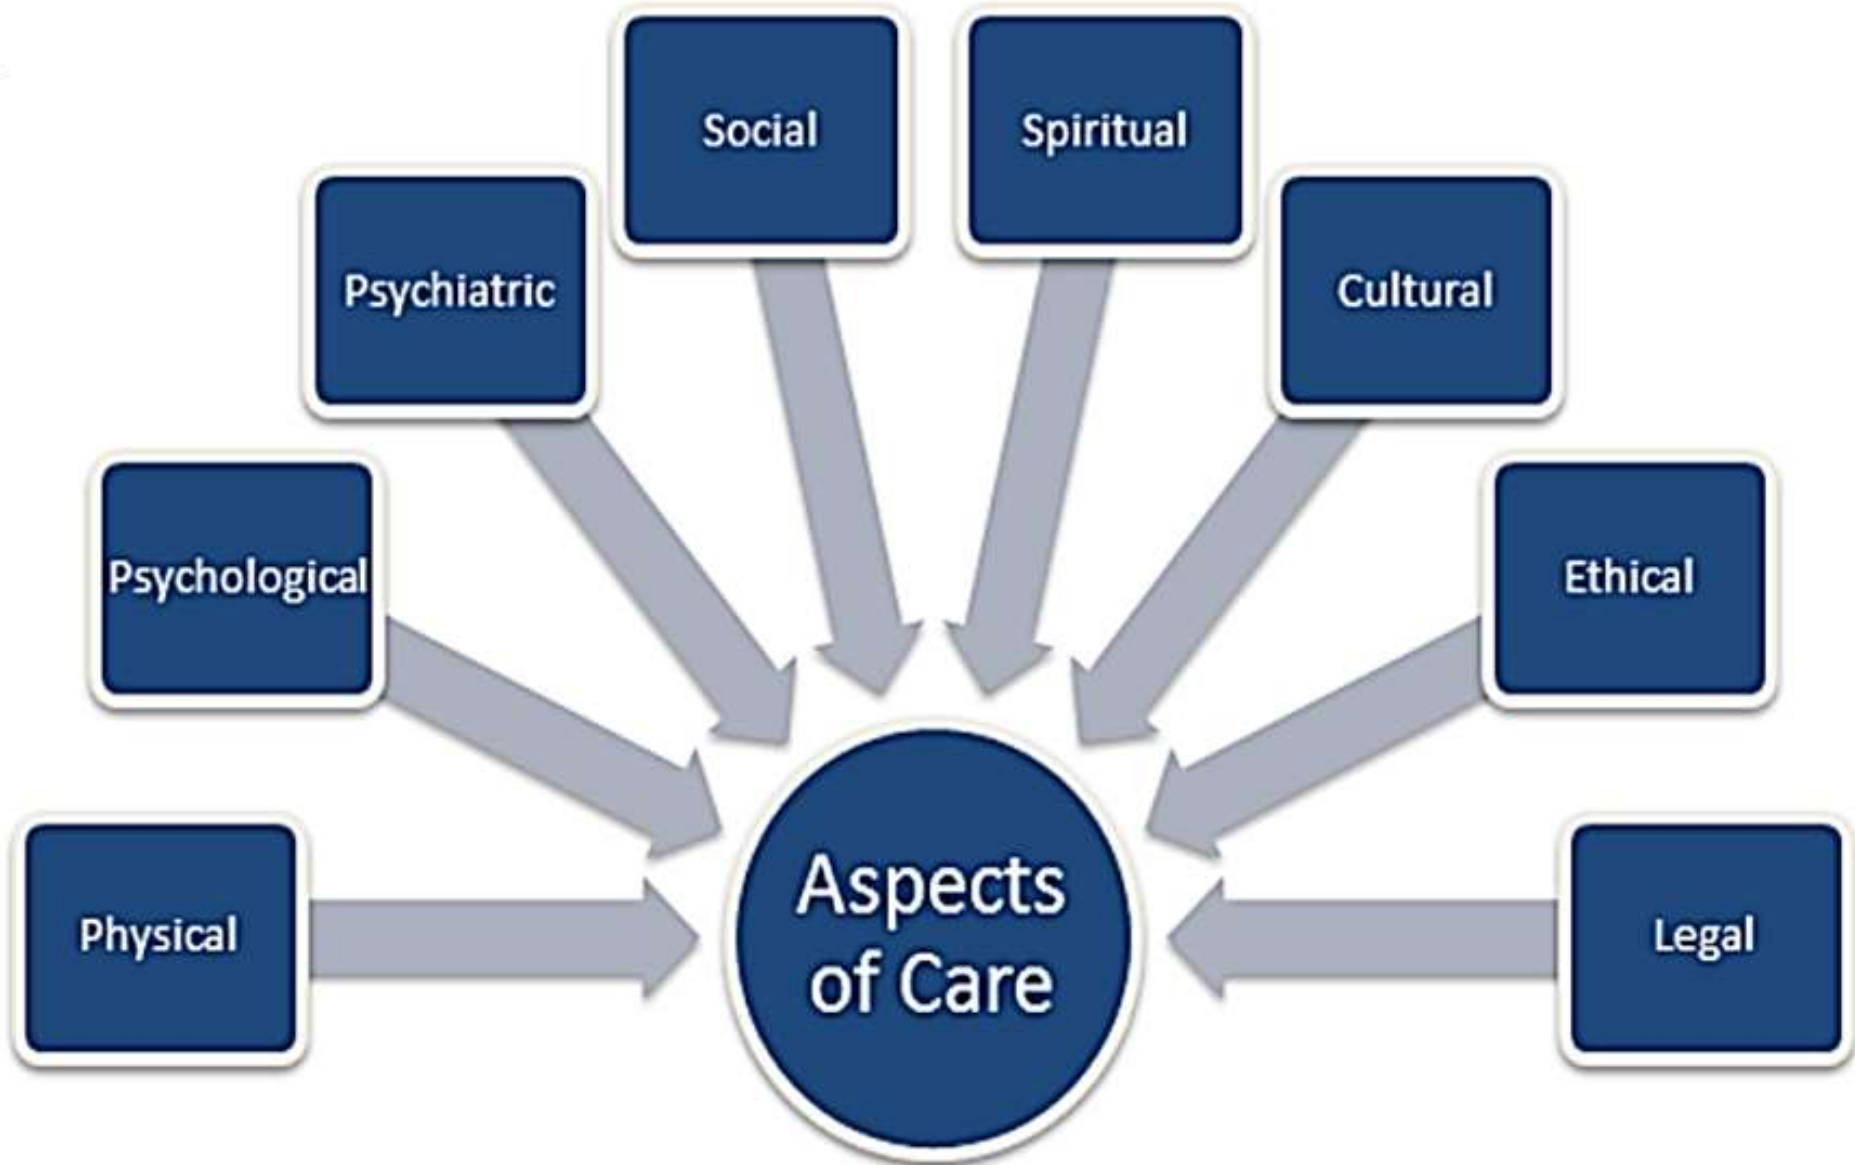 Social
Spiritual
Psychiatric
Cultural
Psychological
Ethical
Physical
Aspects
of Care
Legal